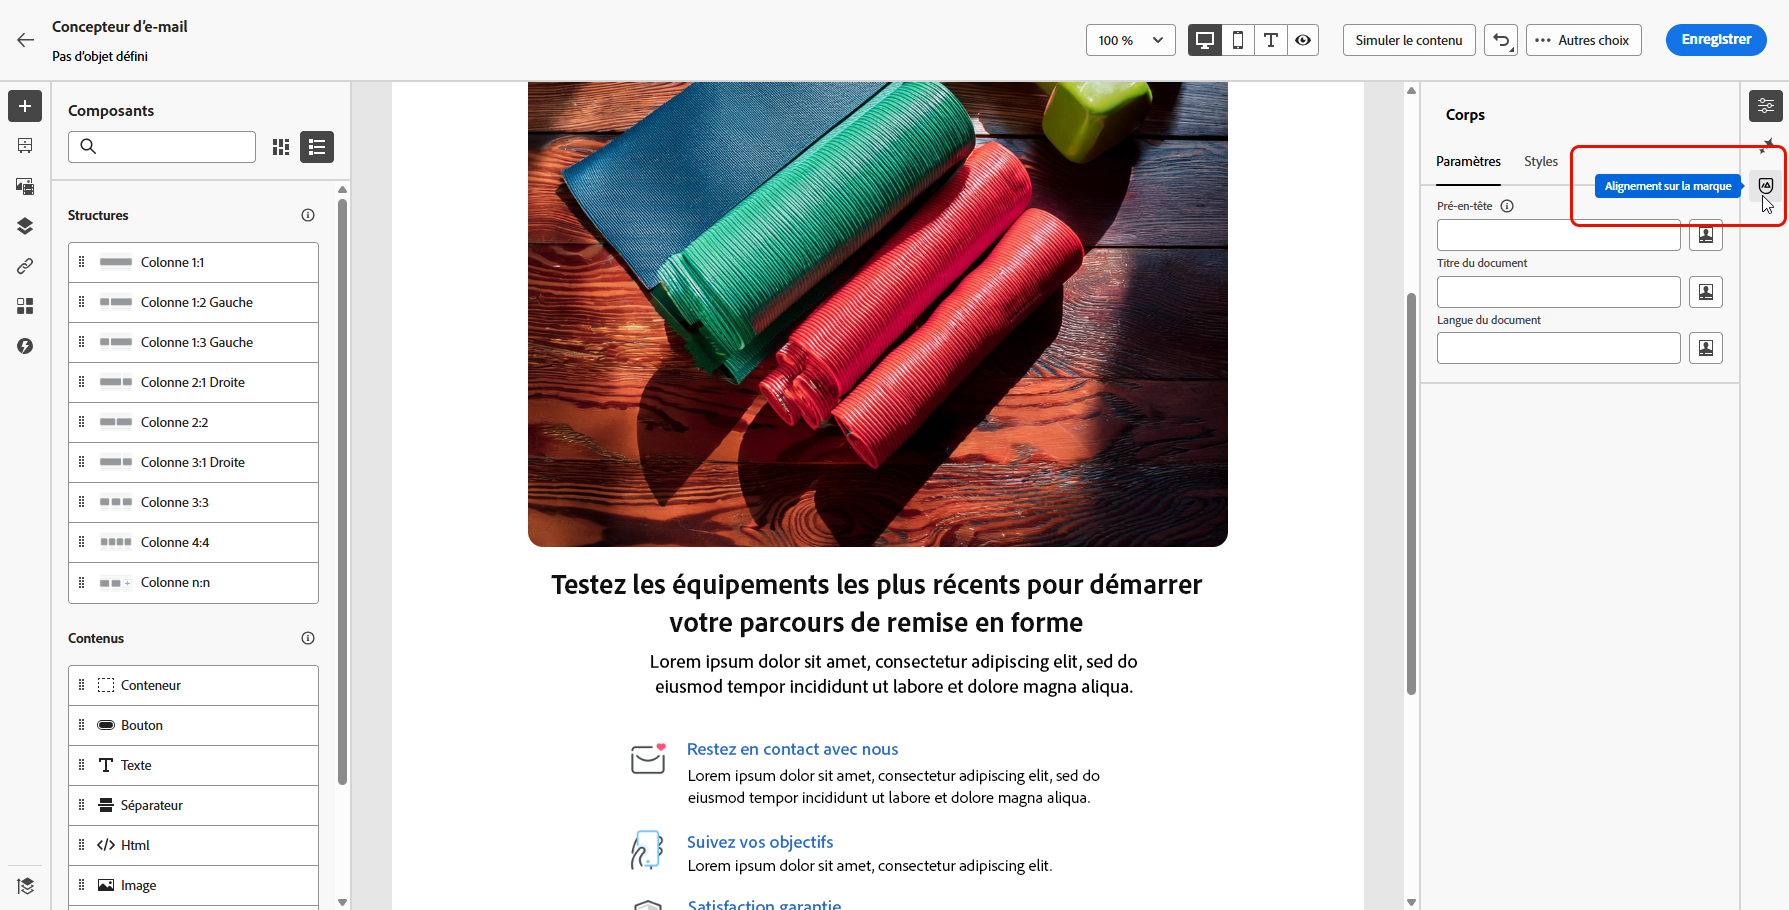 Concepteur d'e-mail
Pas d'objet défini
100 %
Simuler le contenu
Autres choix
Enregistrer
Composants
Structures
Colonne 1:1
Colonne 1:2 Gauche
Colonne 1:3 Gauche
Colonne 2:1 Droite
Colonne 2:2
Colonne 3:1 Droite
Colonne 3:3
Colonne 4:4
Colonne n:n
Contenus
Conteneur
Bouton
Texte
Séparateur
Html
Image
Testez les équipements les plus récents pour démarrer
votre parcours de remise en forme
Lorem ipsum dolor sit amet, consectetur adipiscing elit, sed do
eiusmod tempor incididunt ut labore et dolore magna aliqua.
Restez en contact avec nous
Lorem ipsum dolor sit amet, consectetur adipiscing elit, sed do
eiusmod tempor incididunt ut labore et dolore magna aliqua.
Suivez vos objectifs
Lorem ipsum dolor sit amet, consectetur adipiscing elit.
Satisfaction garantie
Corps
Paramètres
Styles
Alignement sur la marque
Pré-en-tête
Titre du document
Langue du document